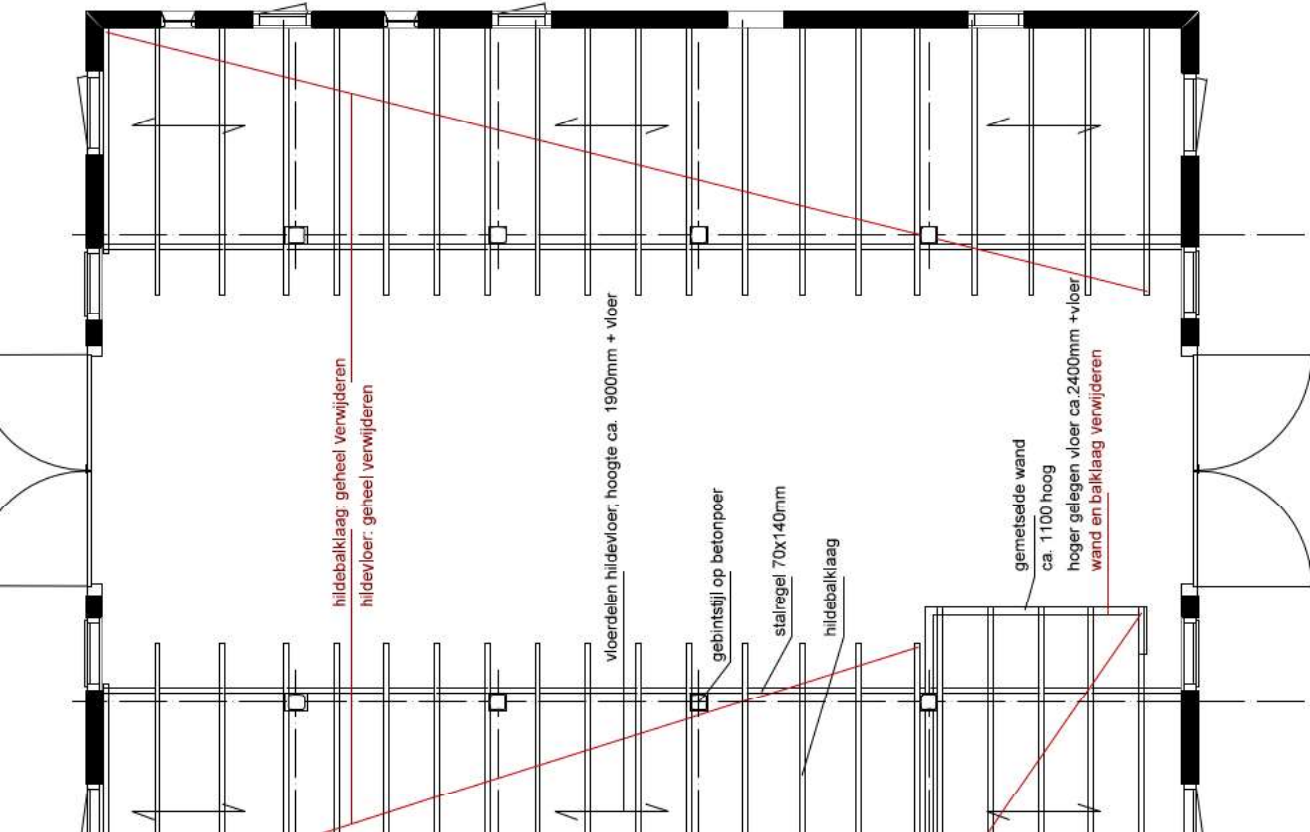 hildebalklaag: geheel verwijderen
hildevloer: geheel verwijderen
vloerdelen hildevloer, hoogte ca. 1900mm + vloer
gebintstijl op betonpoer
stalregel 70x140mm
hildebalklaag
gemetselde wand
ca. 1100 hoog
hoger gelegen vloer ca.2400mm +vloer
wand en balklaag verwijderen